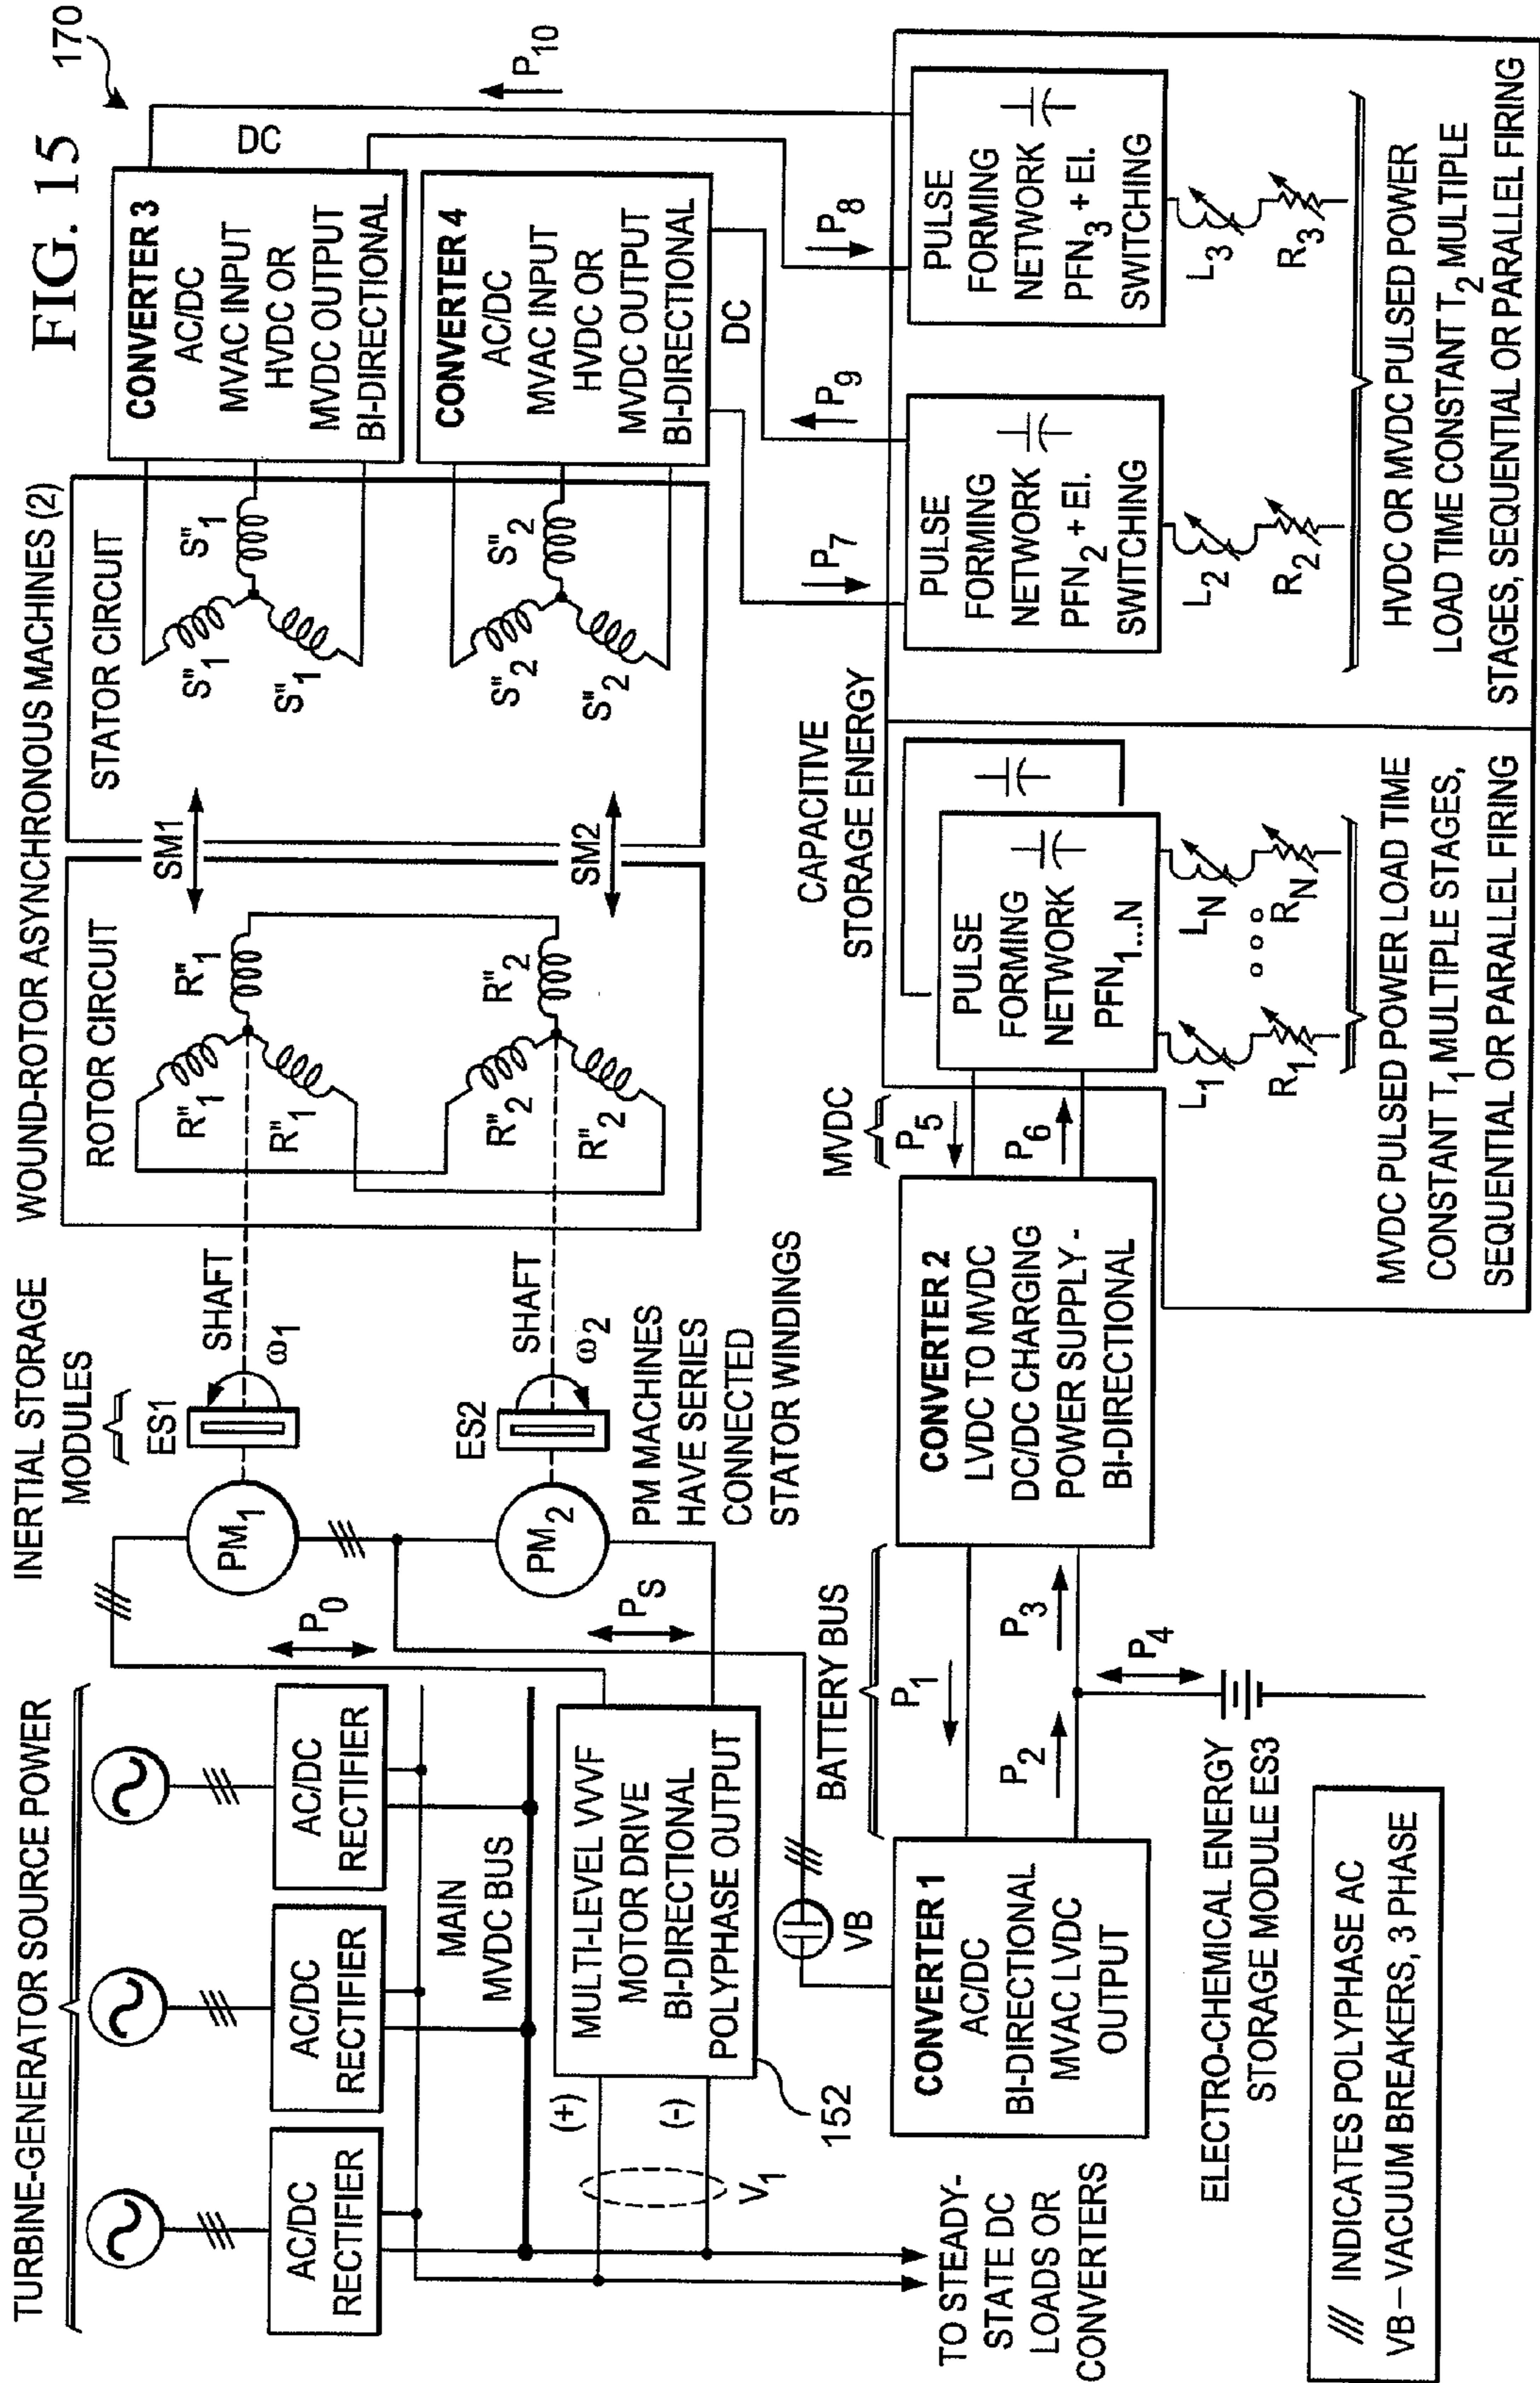 FIG. 15
170
TURBINE-GENERATOR SOURCE POWER
AC/DC
RECTIFIER
AC/DC
RECTIFIER
AC/DC
RECTIFIER
MAIN
MVDC BUS
MULTI-LEVEL VVVF
MOTOR DRIVE
BI-DIRECTIONAL
POLYPHASE OUTPUT
152
(+)
(-)
V1
TO STEADY-
STATE DC
LOADS OR
CONVERTERS
INERTIAL STORAGE
MODULES
PM1
ES1
SHAFT
ω1
P0
PM2
ES2
SHAFT
ω2
PS
PM MACHINES
HAVE SERIES
CONNECTED
STATOR WINDINGS
WOUND-ROTOR ASYNCHRONOUS MACHINES (2)
ROTOR CIRCUIT
R"1
R"1
R"1
R"2
R"2
R"2
SM1
SM2
STATOR CIRCUIT
S"1
S"1
S"1
S"2
S"2
S"2
CONVERTER 3
AC/DC
MVAC INPUT
HVDC OR
MVDC OUTPUT
BI-DIRECTIONAL
DC
P10
CONVERTER 4
AC/DC
MVAC INPUT
HVDC OR
MVDC OUTPUT
BI-DIRECTIONAL
DC
P7
P9
P8
VB
CONVERTER 1
AC/DC
BI-DIRECTIONAL
MVAC LVDC
OUTPUT
BATTERY BUS
P1
P2
P3
P4
ELECTRO-CHEMICAL ENERGY
STORAGE MODULE ES3
CONVERTER 2
LVDC TO MVDC
DC/DC CHARGING
POWER SUPPLY -
BI-DIRECTIONAL
MVDC
P5
P6
CAPACITIVE
STORAGE ENERGY
PULSE
FORMING
NETWORK
PFN1...N
L1
R1
LN
RN
MVDC PULSED POWER LOAD TIME
CONSTANT T1 MULTIPLE STAGES,
SEQUENTIAL OR PARALLEL FIRING
PULSE
FORMING
NETWORK
PFN2 + EI.
SWITCHING
L2
R2
PULSE
FORMING
NETWORK
PFN3 + EI.
SWITCHING
L3
R3
HVDC OR MVDC PULSED POWER
LOAD TIME CONSTANT T2 MULTIPLE
STAGES, SEQUENTIAL OR PARALLEL FIRING
/// INDICATES POLYPHASE AC
VB – VACUUM BREAKERS, 3 PHASE